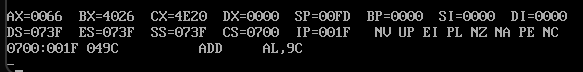 AX=0066 BX=4026 CX=4E20 DX=0000 SP=00FD BP=0000 SI=0000 DI=0000
DS=073F ES=073F SS=073F CS=0700 IP=001F NV UP EI PL NZ NA PE NC
0700:001F 049C ADD AL,9C
_